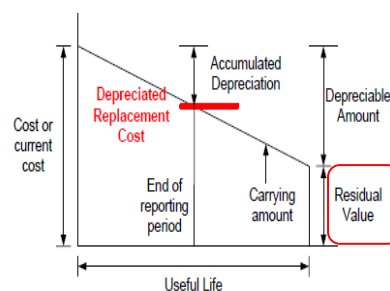 Accumulated
Depreciation
Depreciated
Replacement
Cost
Depreciable
Amount
Cost or
current
cost
End of
reporting
period
Carrying
amount
Residual
Value
Useful Life